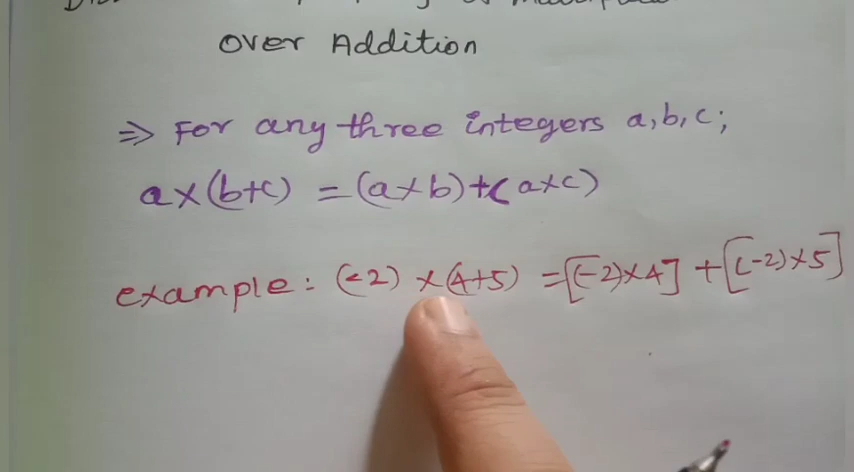 Over Addition
⇒ For any three integers a, b, c;
a×(b+c) = (a×b)+(a×c)
example: (-2) ×(4+5) =[(-2)×4] +[(-2)×5]